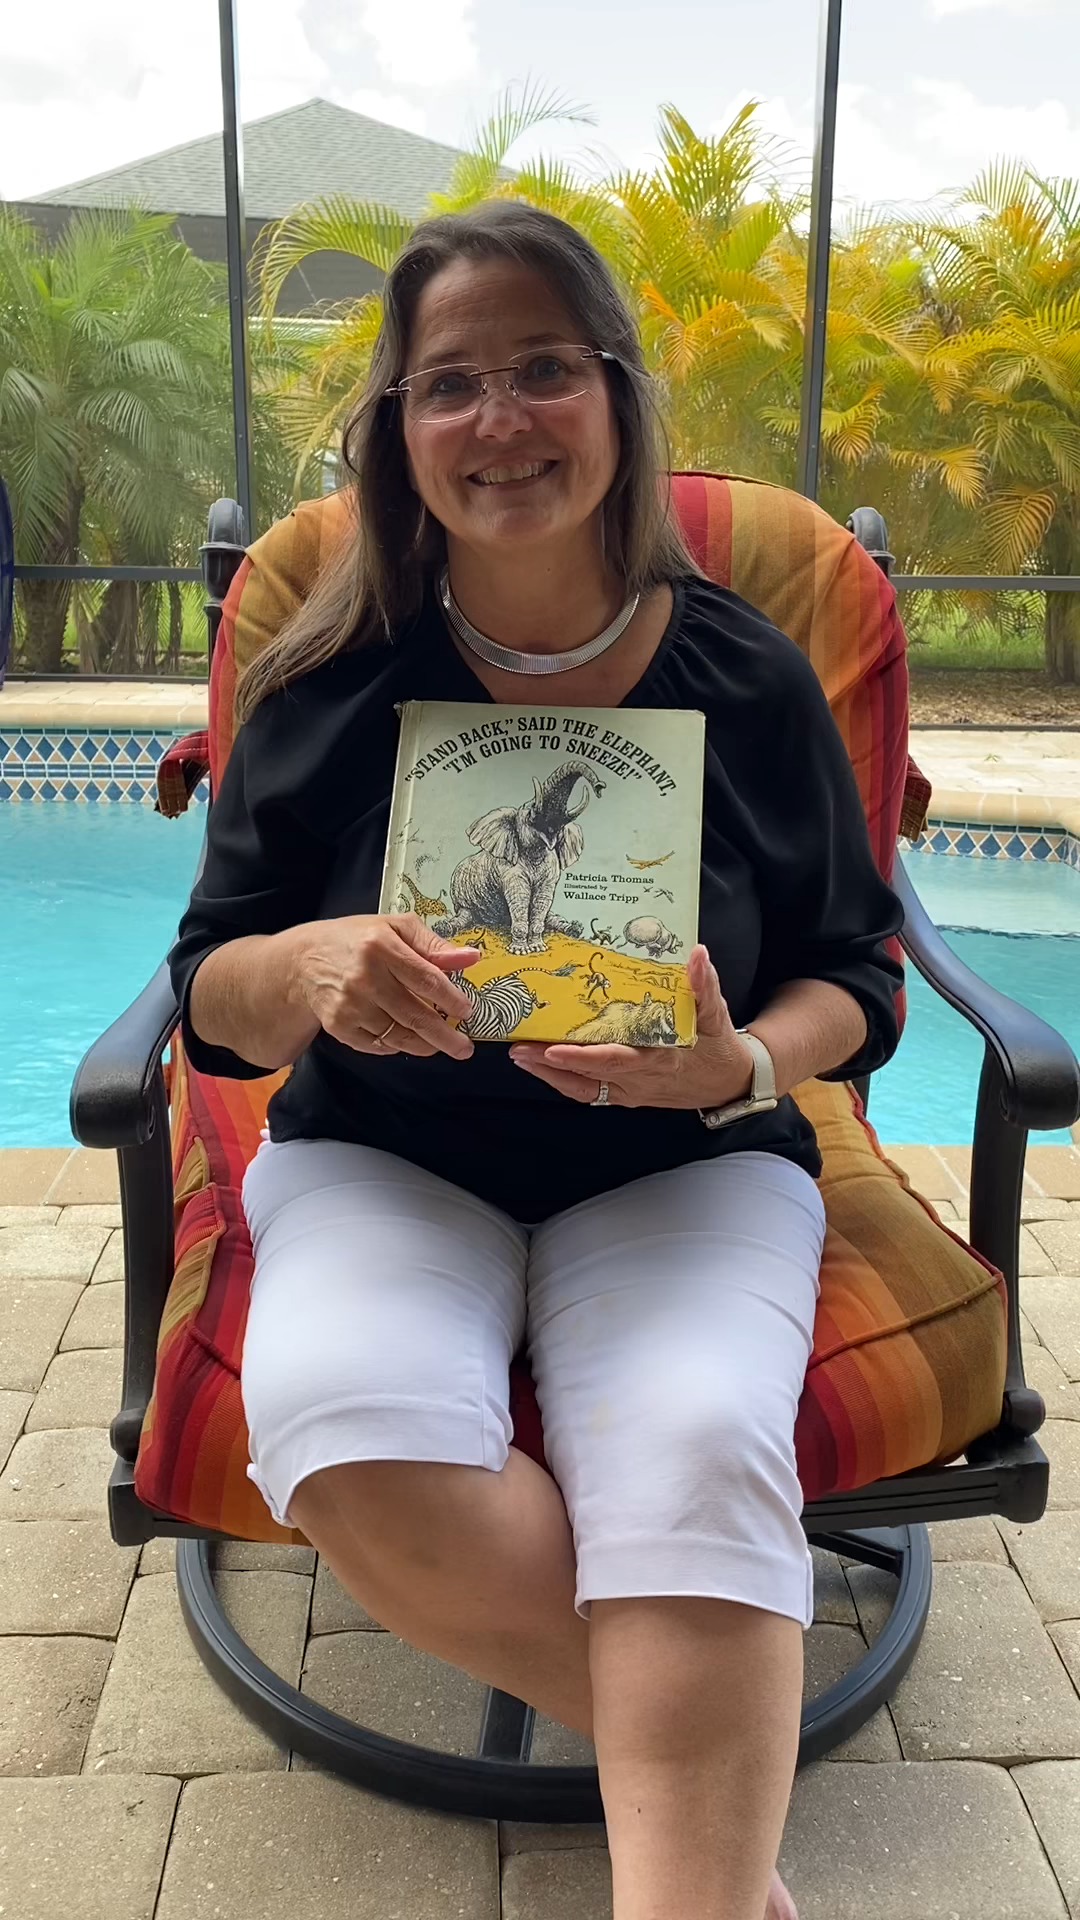 "STAND BACK," SAID THE ELEPHANT,
"I'M GOING TO SNEEZE!"
Patricia Thomas
Illustrated by
Wallace Tripp